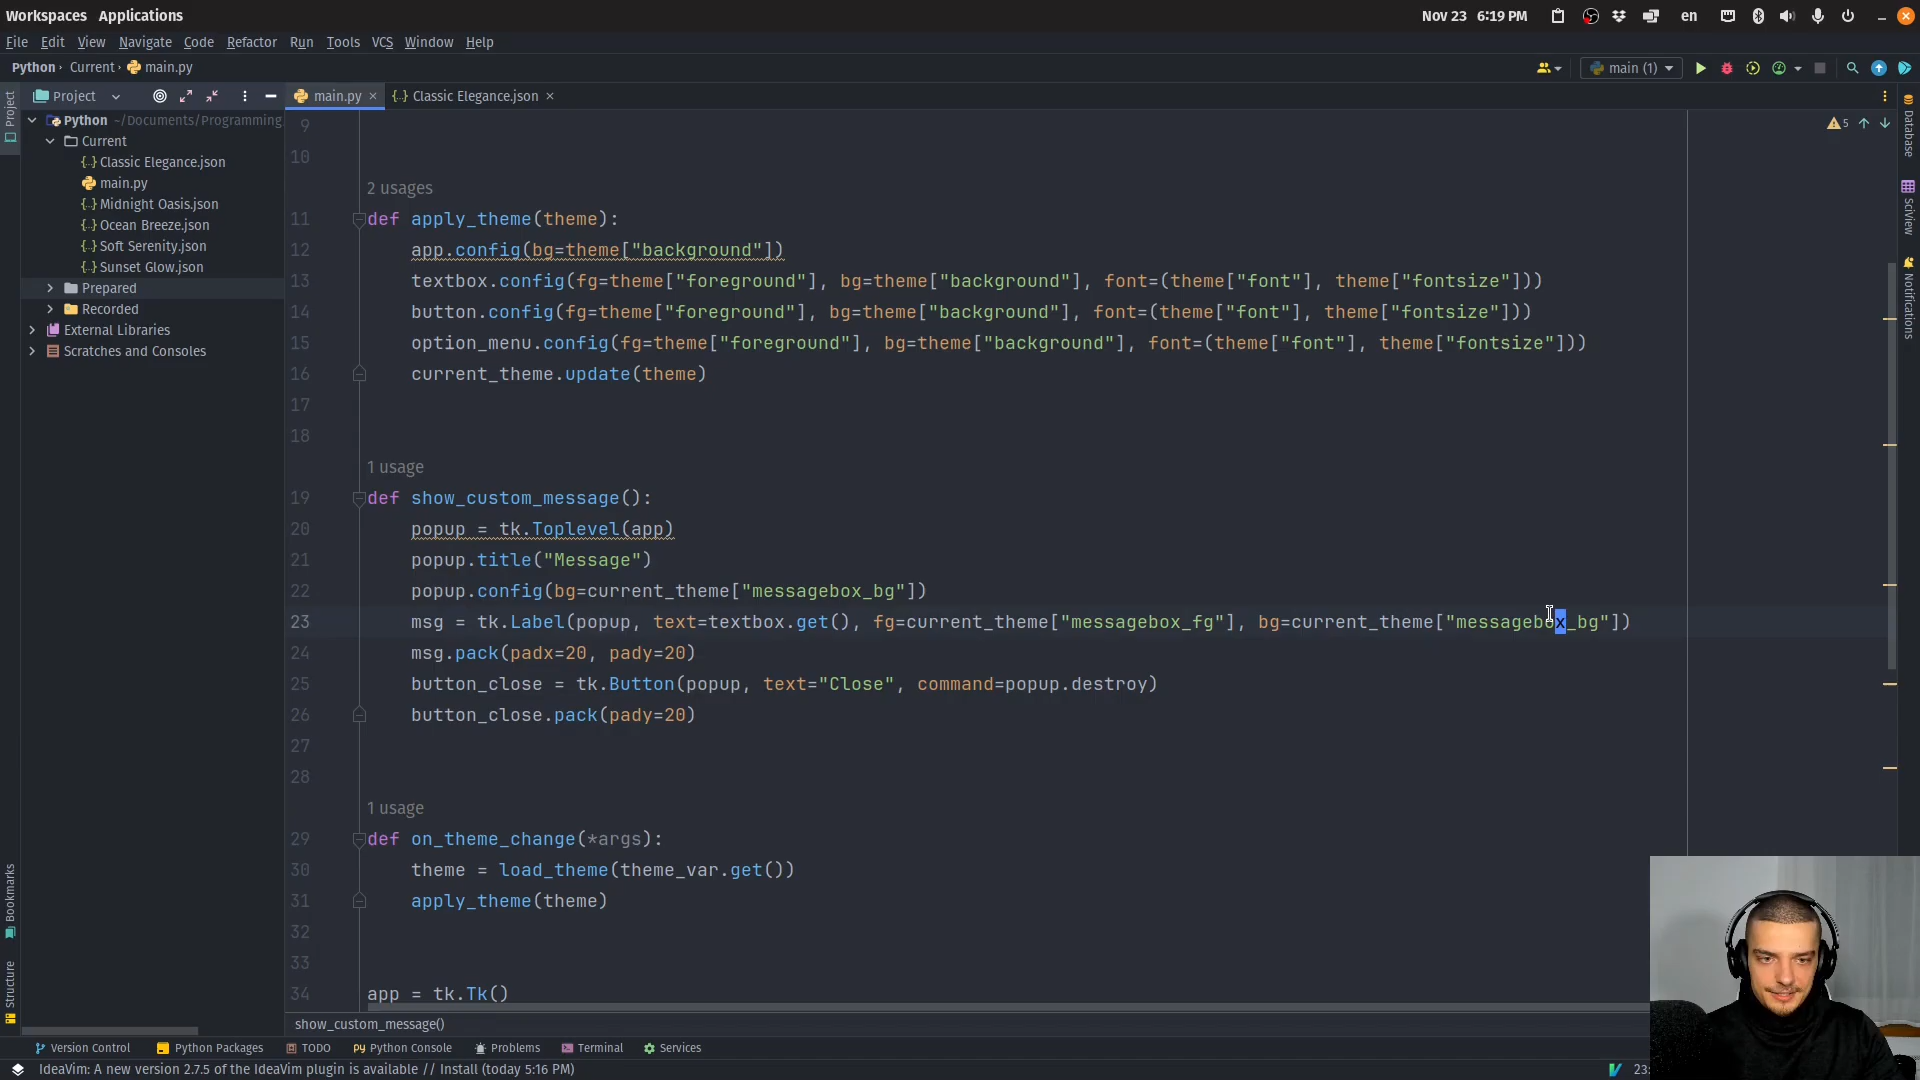 Workspaces Applications Nov 23 6:19 PM en
File Edit View Navigate Code Refactor Run Tools VCS Window Help
Python Current main.py main (1)
Project main.py Classic Elegance.json
Python ~/Documents/Programming
Current
Classic Elegance.json
main.py
Midnight Oasis.json
Ocean Breeze.json
Soft Serenity.json
Sunset Glow.json
Prepared
Recorded
External Libraries
Scratches and Consoles
Project
Bookmarks
Structure
Database
SciView
Notifications
5
9
10
2 usages
11 def apply_theme(theme):
12 app.config(bg=theme["background"])
13 textbox.config(fg=theme["foreground"], bg=theme["background"], font=(theme["font"], theme["fontsize"]))
14 button.config(fg=theme["foreground"], bg=theme["background"], font=(theme["font"], theme["fontsize"]))
15 option_menu.config(fg=theme["foreground"], bg=theme["background"], font=(theme["font"], theme["fontsize"]))
16 current_theme.update(theme)
17
18
1 usage
19 def show_custom_message():
20 popup = tk.Toplevel(app)
21 popup.title("Message")
22 popup.config(bg=current_theme["messagebox_bg"])
23 msg = tk.Label(popup, text=textbox.get(), fg=current_theme["messagebox_fg"], bg=current_theme["messagebox_bg"])
24 msg.pack(padx=20, pady=20)
25 button_close = tk.Button(popup, text="Close", command=popup.destroy)
26 button_close.pack(pady=20)
27
28
1 usage
29 def on_theme_change(*args):
30 theme = load_theme(theme_var.get())
31 apply_theme(theme)
32
33
34 app = tk.Tk()
show_custom_message()
Version Control Python Packages TODO Python Console Problems Terminal Services
IdeaVim: A new version 2.7.5 of the IdeaVim plugin is available // Install (today 5:16 PM) 23: